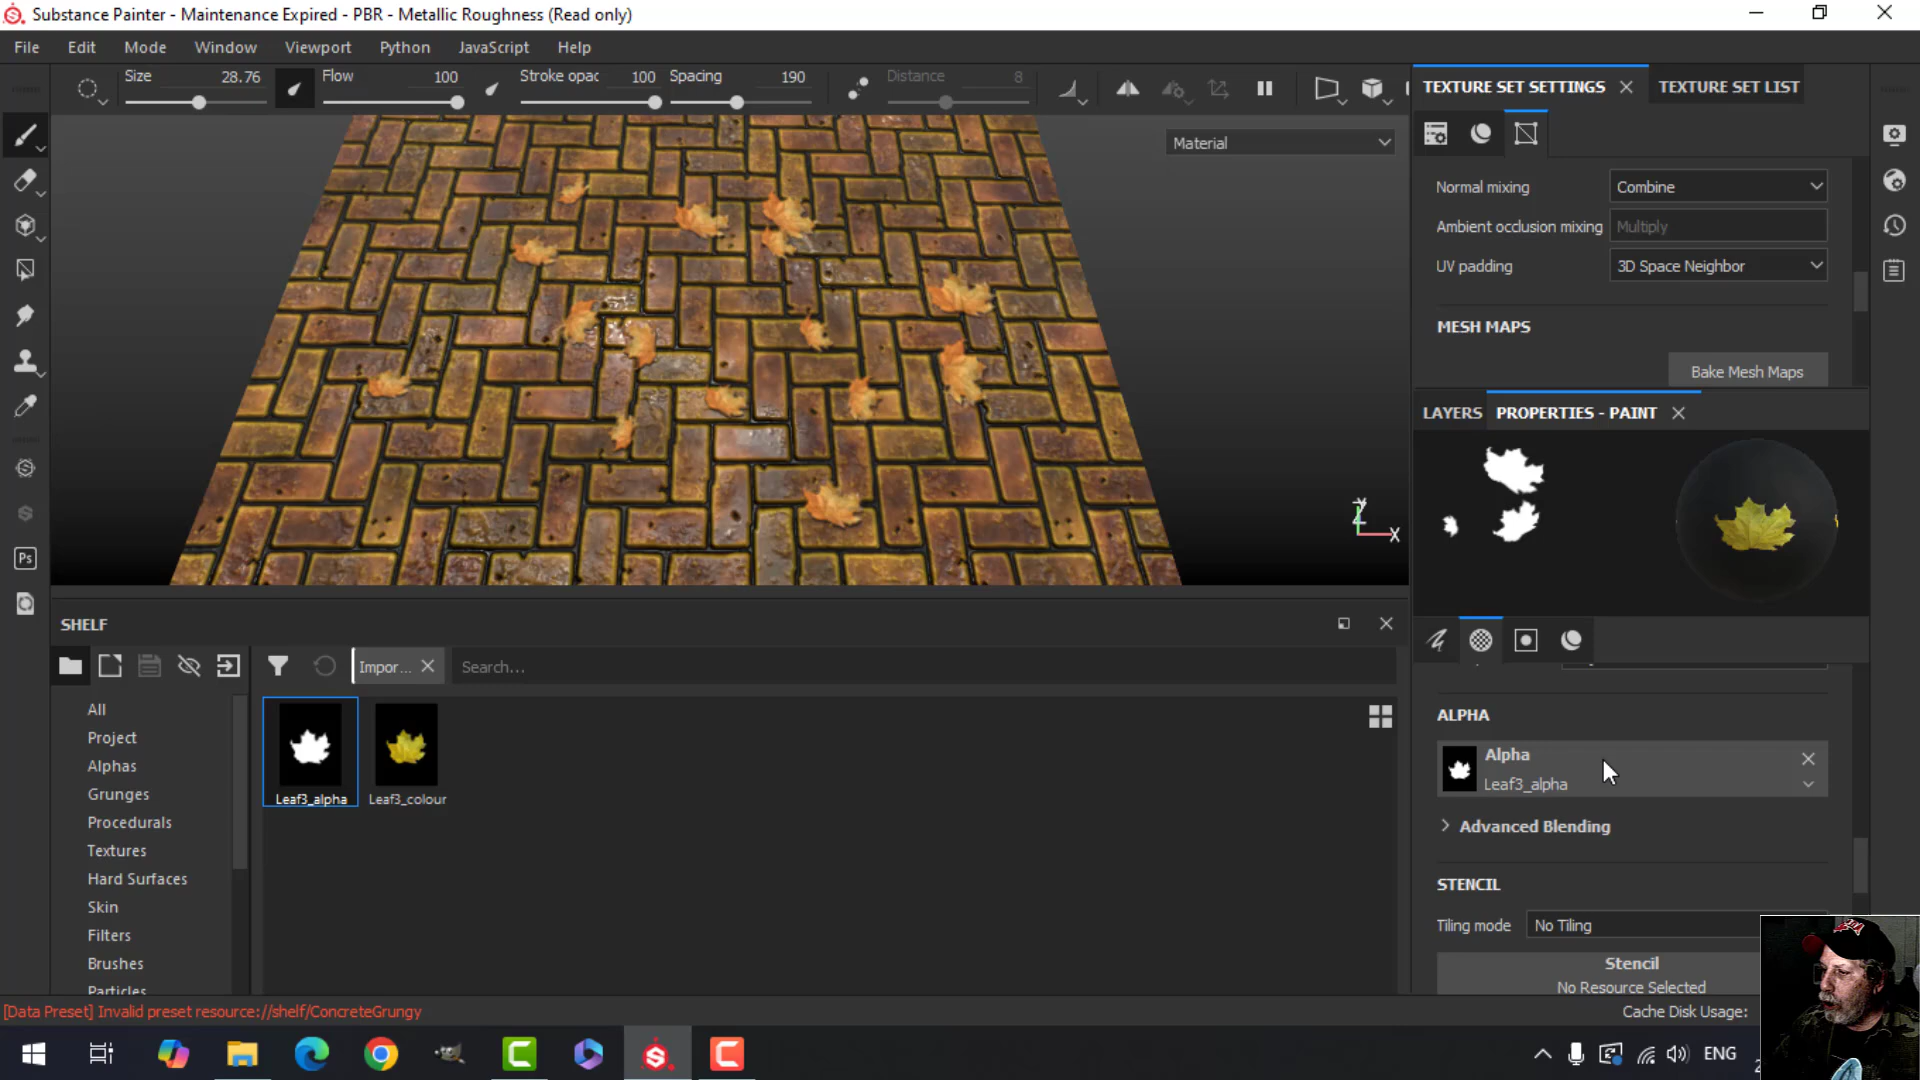 Substance Painter - Maintenance Expired - PBR - Metallic Roughness (Read only)
File Edit Mode Window Viewport Python JavaScript Help
Size 28.76 Flow 100 Stroke opac 100 Spacing 190 Distance 8
Material
Y
Z
X
TEXTURE SET SETTINGS TEXTURE SET LIST
Normal mixing Combine
Ambient occlusion mixing Multiply
UV padding 3D Space Neighbor
MESH MAPS
Bake Mesh Maps
LAYERS PROPERTIES - PAINT
ALPHA
Alpha
Leaf3_alpha
Advanced Blending
STENCIL
Tiling mode No Tiling
Stencil
No Resource Selected
Ps
SHELF
Impor... Search...
All
Project
Alphas
Grunges
Procedurals
Textures
Hard Surfaces
Skin
Filters
Brushes
Particles
Leaf3_alpha Leaf3_colour
[Data Preset] Invalid preset resource://shelf/ConcreteGrungy
Cache Disk Usage:
ENG